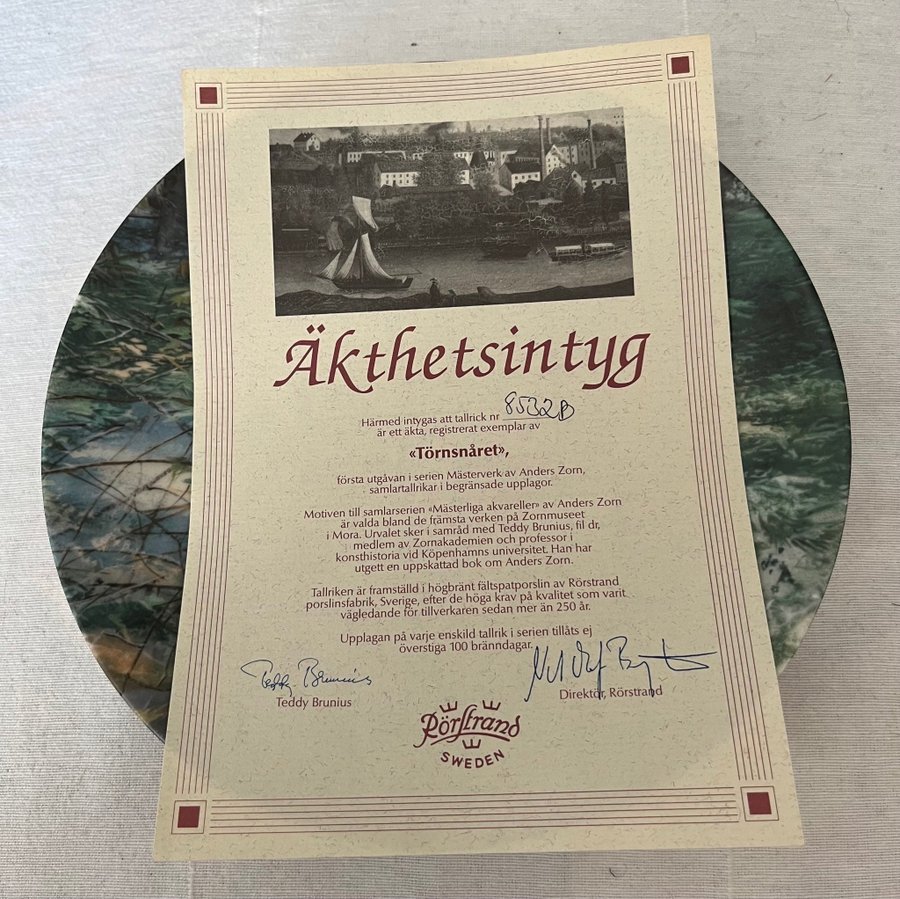 Äkthetsintyg
Härmed intygas att tallrick nr 8532B
är ett äkta, registrerat exemplar av
«Törnsnåret»,
första utgåvan i serien Mästerverk av Anders Zorn,
samlartallrikar i begränsade upplagor.
Motiven till samlarserien «Mästerliga akvareller» av Anders Zorn
är valda bland de främsta verken på Zornmuseet
i Mora. Urvalet sker i samråd med Teddy Brunius, fil dr,
medlem av Zornakademien och professor i
konsthistoria vid Köpenhamns universitet. Han har
utgett en uppskattad bok om Anders Zorn.
Tallriken är framställd i högbränt fältspatporslin av Rörstrand
porslinsfabrik, Sverige, efter de höga krav på kvalitet som varit
vägledande för tillverkaren sedan mer än 250 år.
Upplagan på varje enskild tallrik i serien tillåts ej
överstiga 100 bränndagar.
Teddy Brunius
Teddy Brunius
Direktör, Rörstrand
Rörstrand
SWEDEN